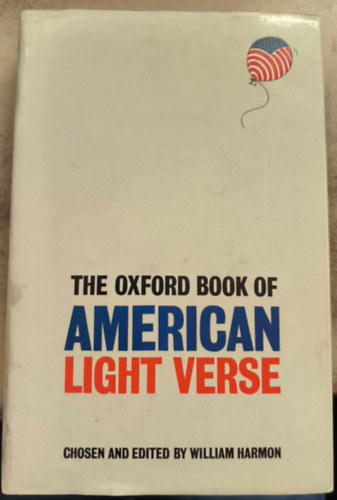 THE OXFORD BOOK OF
AMERICAN
LIGHT VERSE
CHOSEN AND EDITED BY WILLIAM HARMON